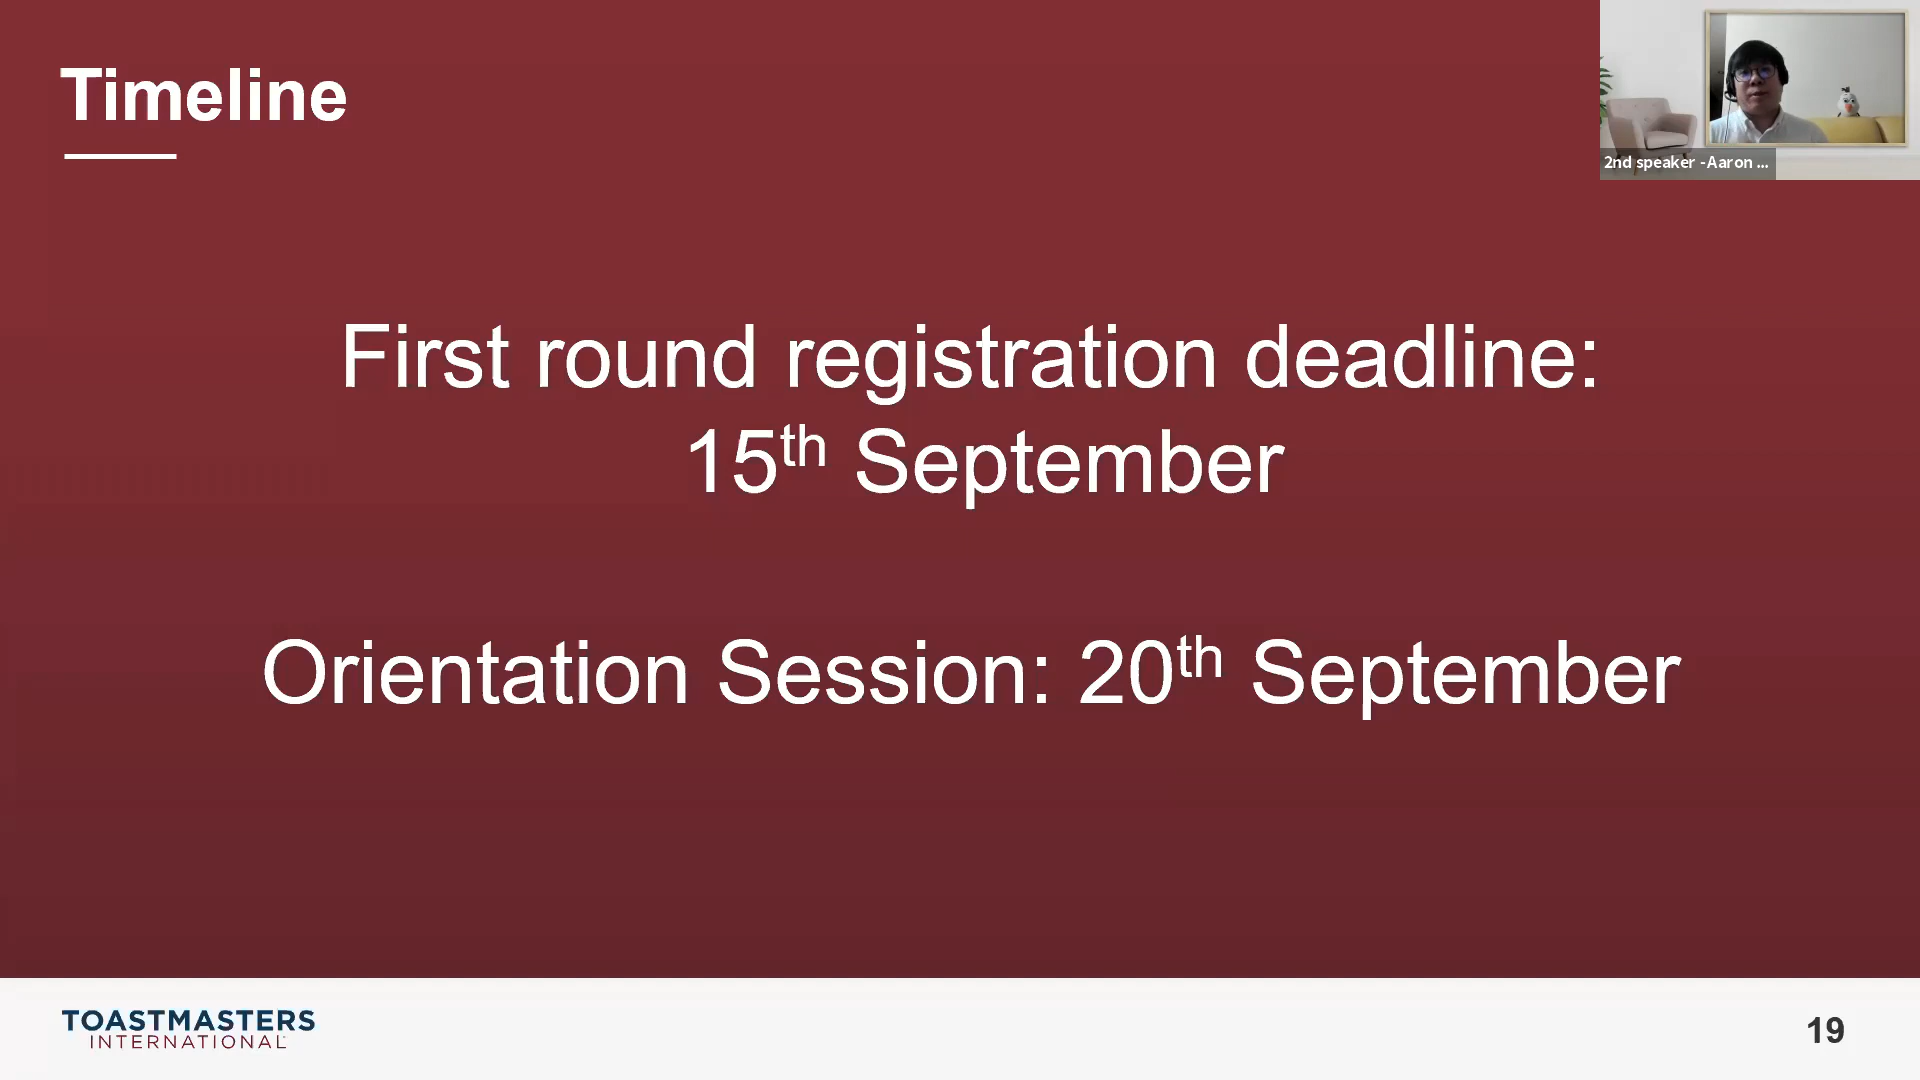 Timeline
2nd speaker -Aaron ...
First round registration deadline:
15th September
Orientation Session: 20th September
TOASTMASTERS
INTERNATIONAL
19